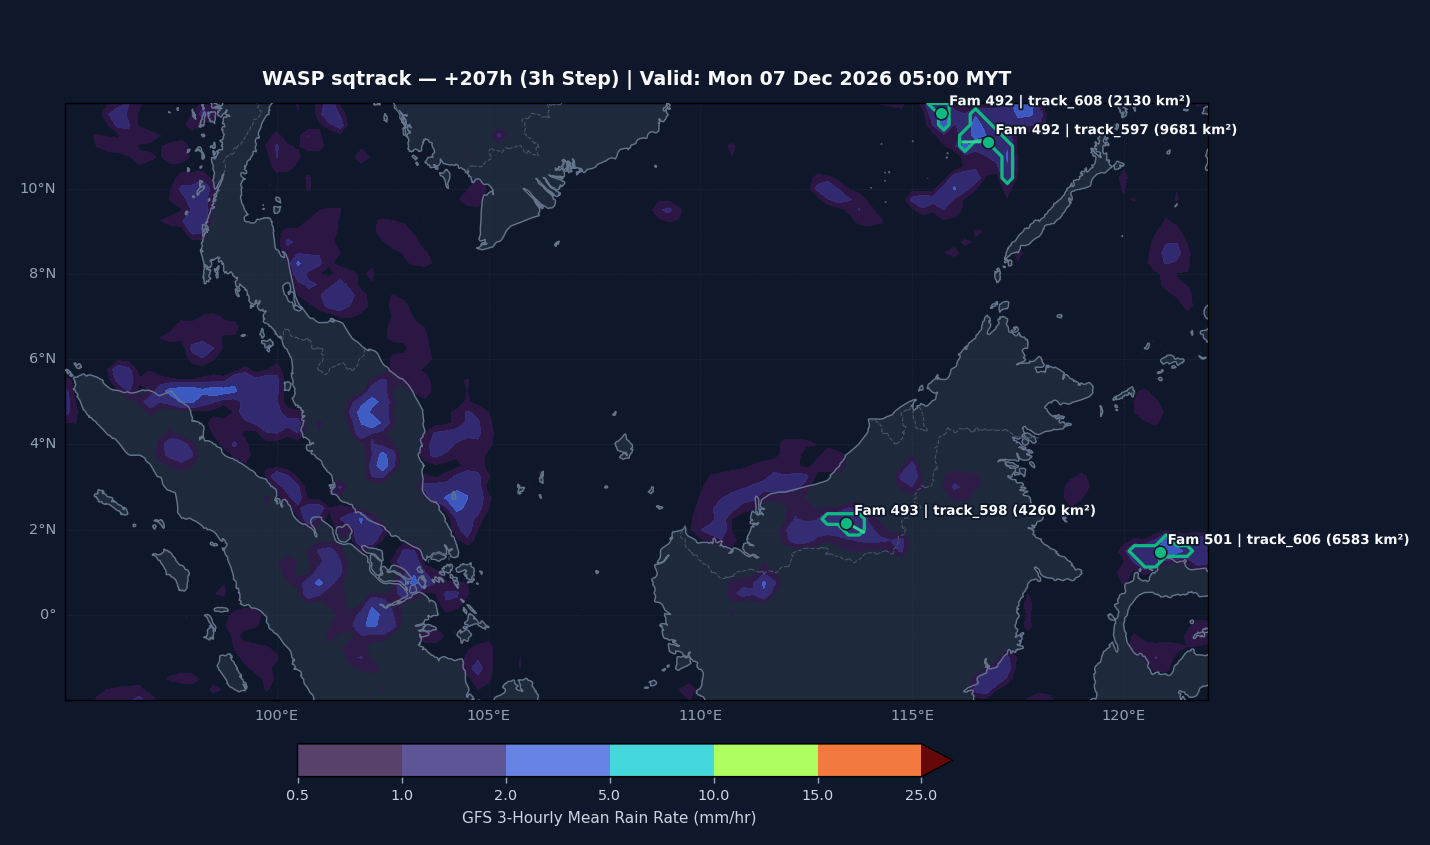 WASP sqtrack — +207h (3h Step) | Valid: Mon 07 Dec 2026 05:00 MYT
Fam 492 | track_608 (2130 km²)
Fam 492 | track_597 (9681 km²)
10°N
8°N
6°N
4°N
Fam 493 | track_598 (4260 km²)
2°N
Fam 501 | track_606 (6583 km²)
0°
100°E 105°E 110°E 115°E 120°E
0.5 1.0 2.0 5.0 10.0 15.0 25.0
GFS 3-Hourly Mean Rain Rate (mm/hr)